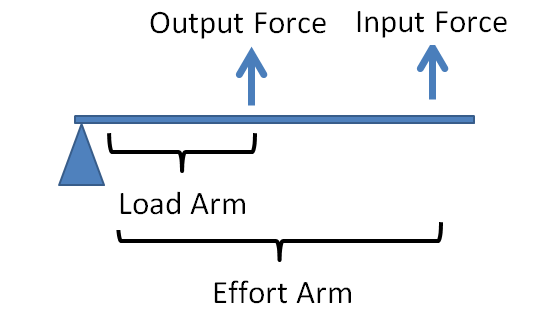 Output Force
Input Force
Load Arm
Effort Arm